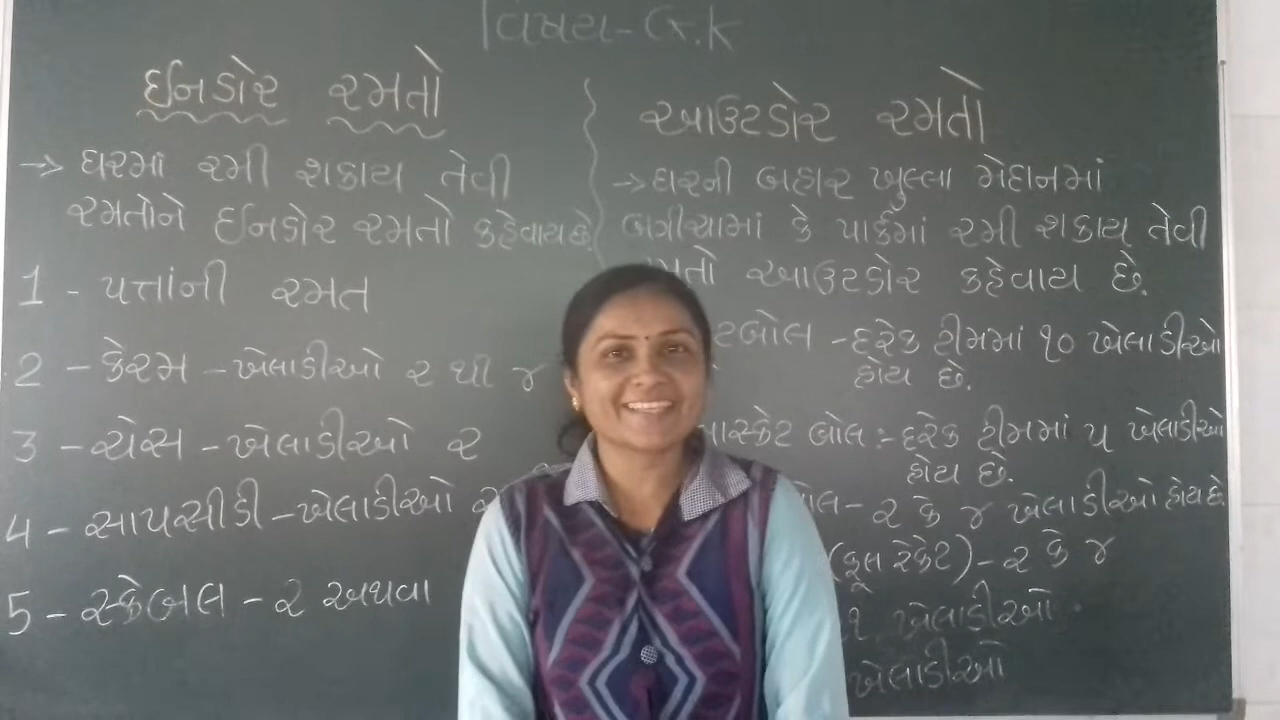 વિષય-G.K
ઈનડોર રમતો
→ ઘરમાં રમી શકાય તેવી
રમતોને ઈનડોર રમતો કહેવાય છે
1 - પત્તાંની રમત
2 - કેરમ - ખેલાડીઓ ૨ થી ૪
3 - ચેસ - ખેલાડીઓ ૨
4 - સાપસીડી - ખેલાડીઓ
5 - સ્ક્રેબલ - ૨ અથવા
આઉટડોર રમતો
→ ઘરની બહાર ખુલ્લા મેદાનમાં
બગીચામાં કે પાર્કમાં રમી શકાય તેવી
આઉટડોર કહેવાય છે.
- દરેક ટીમમાં ૧૦ ખેલાડીઓ
હોય છે.
બોલ :- દરેક ટીમમાં ૫ ખેલાડીઓ
હોય છે.
- ૨ કે ૪ ખેલાડીઓ હોય છે.
(ફૂલ રેકેટ) - ૨ કે ૪
ખેલાડીઓ
ખેલાડીઓ